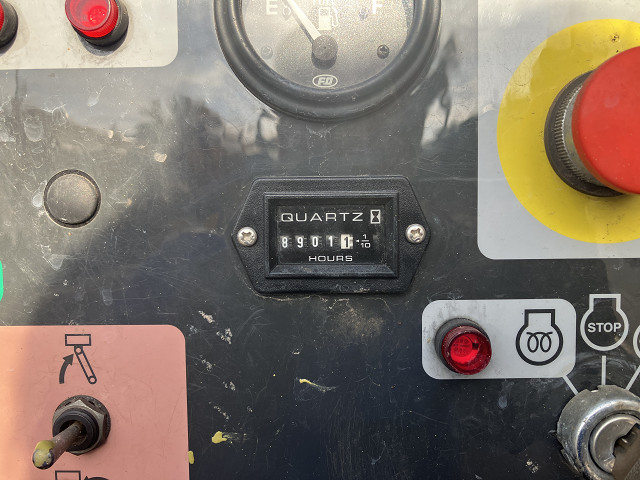 E F
QUARTZ
89011 1/10
HOURS
STOP